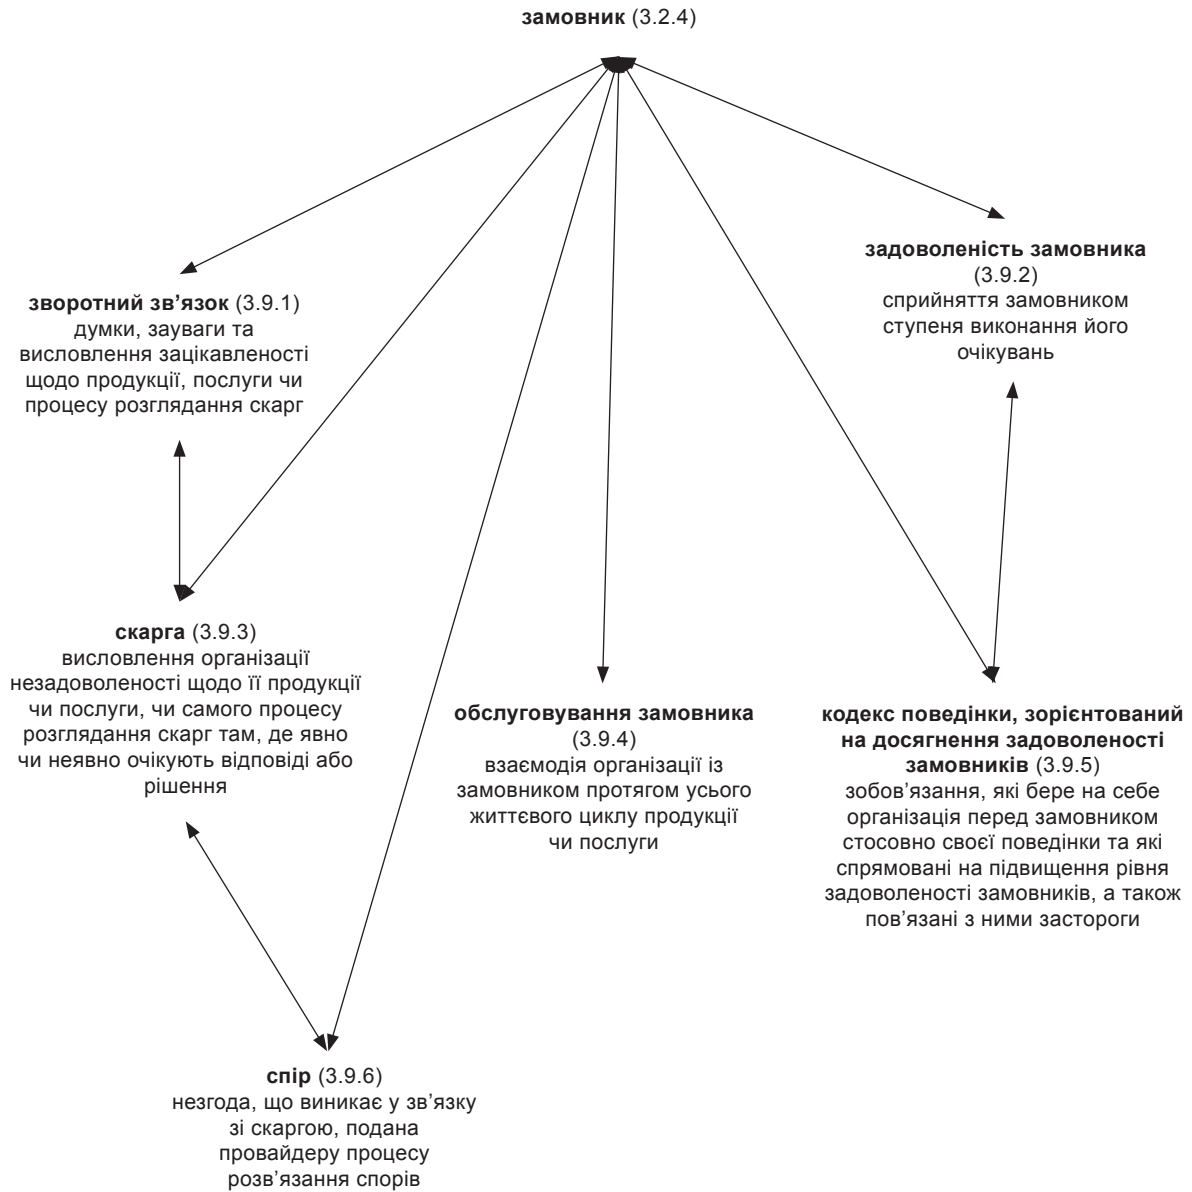 замовник (3.2.4)
задоволеність замовника
(3.9.2)
сприйняття замовником
ступеня виконання його
очікувань
зворотний зв’язок (3.9.1)
думки, зауваги та
висловлення зацікавленості
щодо продукції, послуги чи
процесу розглядання скарг
скарга (3.9.3)
висловлення організації
незадоволеності щодо її продукції
чи послуги, чи самого процесу
розглядання скарг там, де явно
чи неявно очікують відповіді або
рішення
обслуговування замовника
(3.9.4)
взаємодія організації із
замовником протягом усього
життєвого циклу продукції
чи послуги
кодекс поведінки, зорієнтований
на досягнення задоволеності
замовників (3.9.5)
зобов’язання, які бере на себе
організація перед замовником
стосовно своєї поведінки та які
спрямовані на підвищення рівня
задоволеності замовників, а також
пов’язані з ними застороги
спір (3.9.6)
незгода, що виникає у зв’язку
зі скаргою, подана
провайдеру процесу
розв’язання спорів